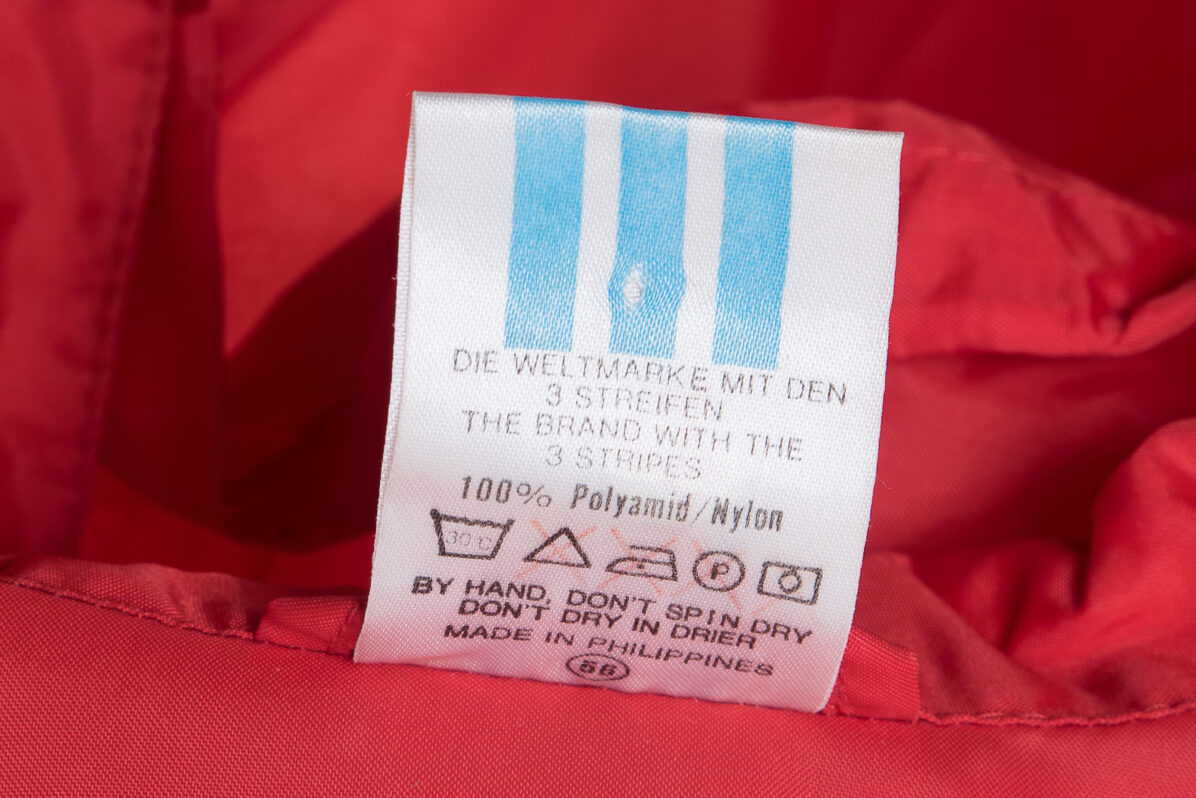 DIE WELTMARKE MIT DEN
3 STREIFEN
THE BRAND WITH THE
3 STRIPES
100% Polyamid/Nylon
30°C P
BY HAND, DON'T SPIN DRY
DON'T DRY IN DRIER
MADE IN PHILIPPINES
56